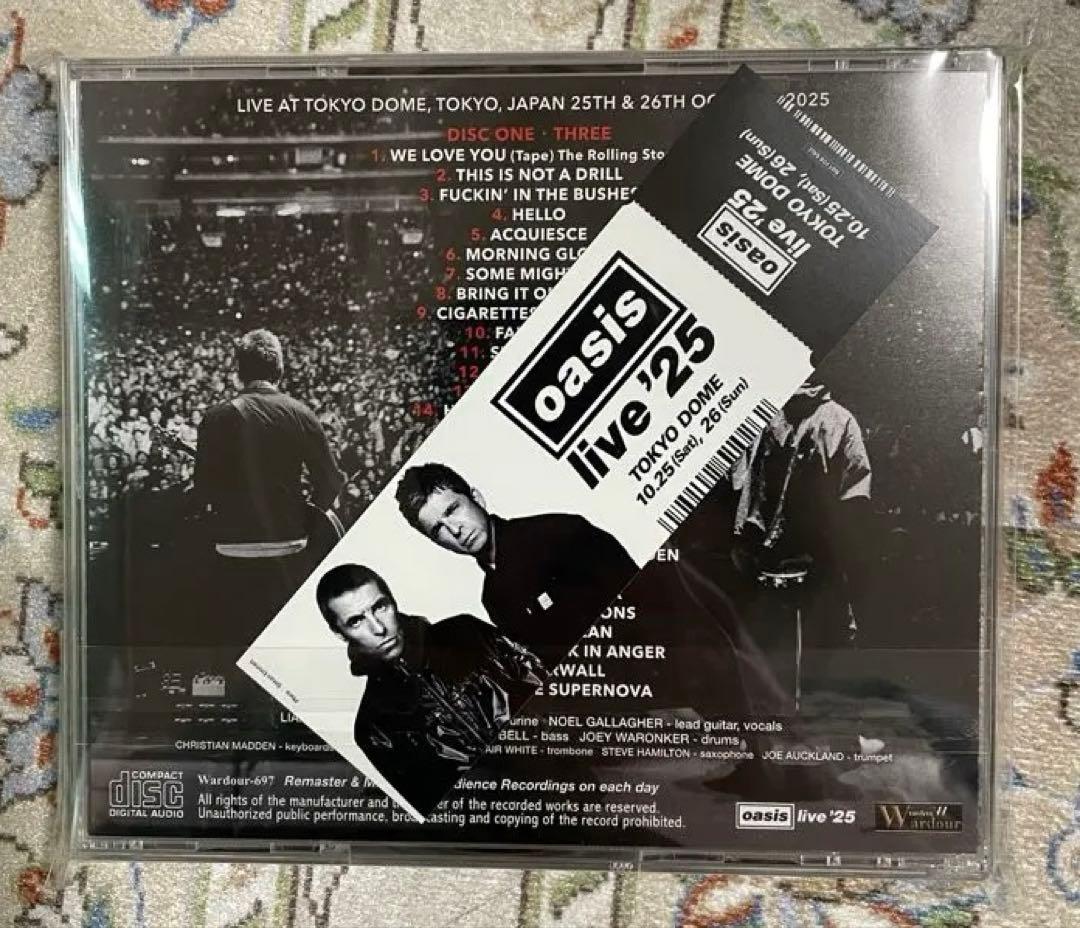 LIVE AT TOKYO DOME, TOKYO, JAPAN 25TH & 26TH OC 2025
DISC ONE · THREE
1. WE LOVE YOU (Tape) The Rolling Sto
2. THIS IS NOT A DRILL
3. FUCKIN' IN THE BUSHES
4. HELLO
5. ACQUIESCE
6. MORNING GLO
7. SOME MIGH
8. BRING IT O
9. CIGARETTES
10. FA
11. S
12
14. H
oasis
live '25
TOKYO DOME
10.25(Sat), 26(Sun)
oasis
live '25
TOKYO DOME
10.25(Sat), 26(Sun)
EN
ONS
AN
K IN ANGER
RWALL
E SUPERNOVA
LIA urine NOEL GALLAGHER - lead guitar, vocals
BELL - bass JOEY WARONKER - drums
CHRISTIAN MADDEN - keyboards AIR WHITE - trombone STEVE HAMILTON - saxophone JOE AUCKLAND - trumpet
COMPACT
disc
DIGITAL AUDIO
Wardour-697 Remaster & M dience Recordings on each day
All rights of the manufacturer and er of the recorded works are reserved.
Unauthorized public performance, broadcasting and copying of the record prohibited.
oasis live '25
Wardour